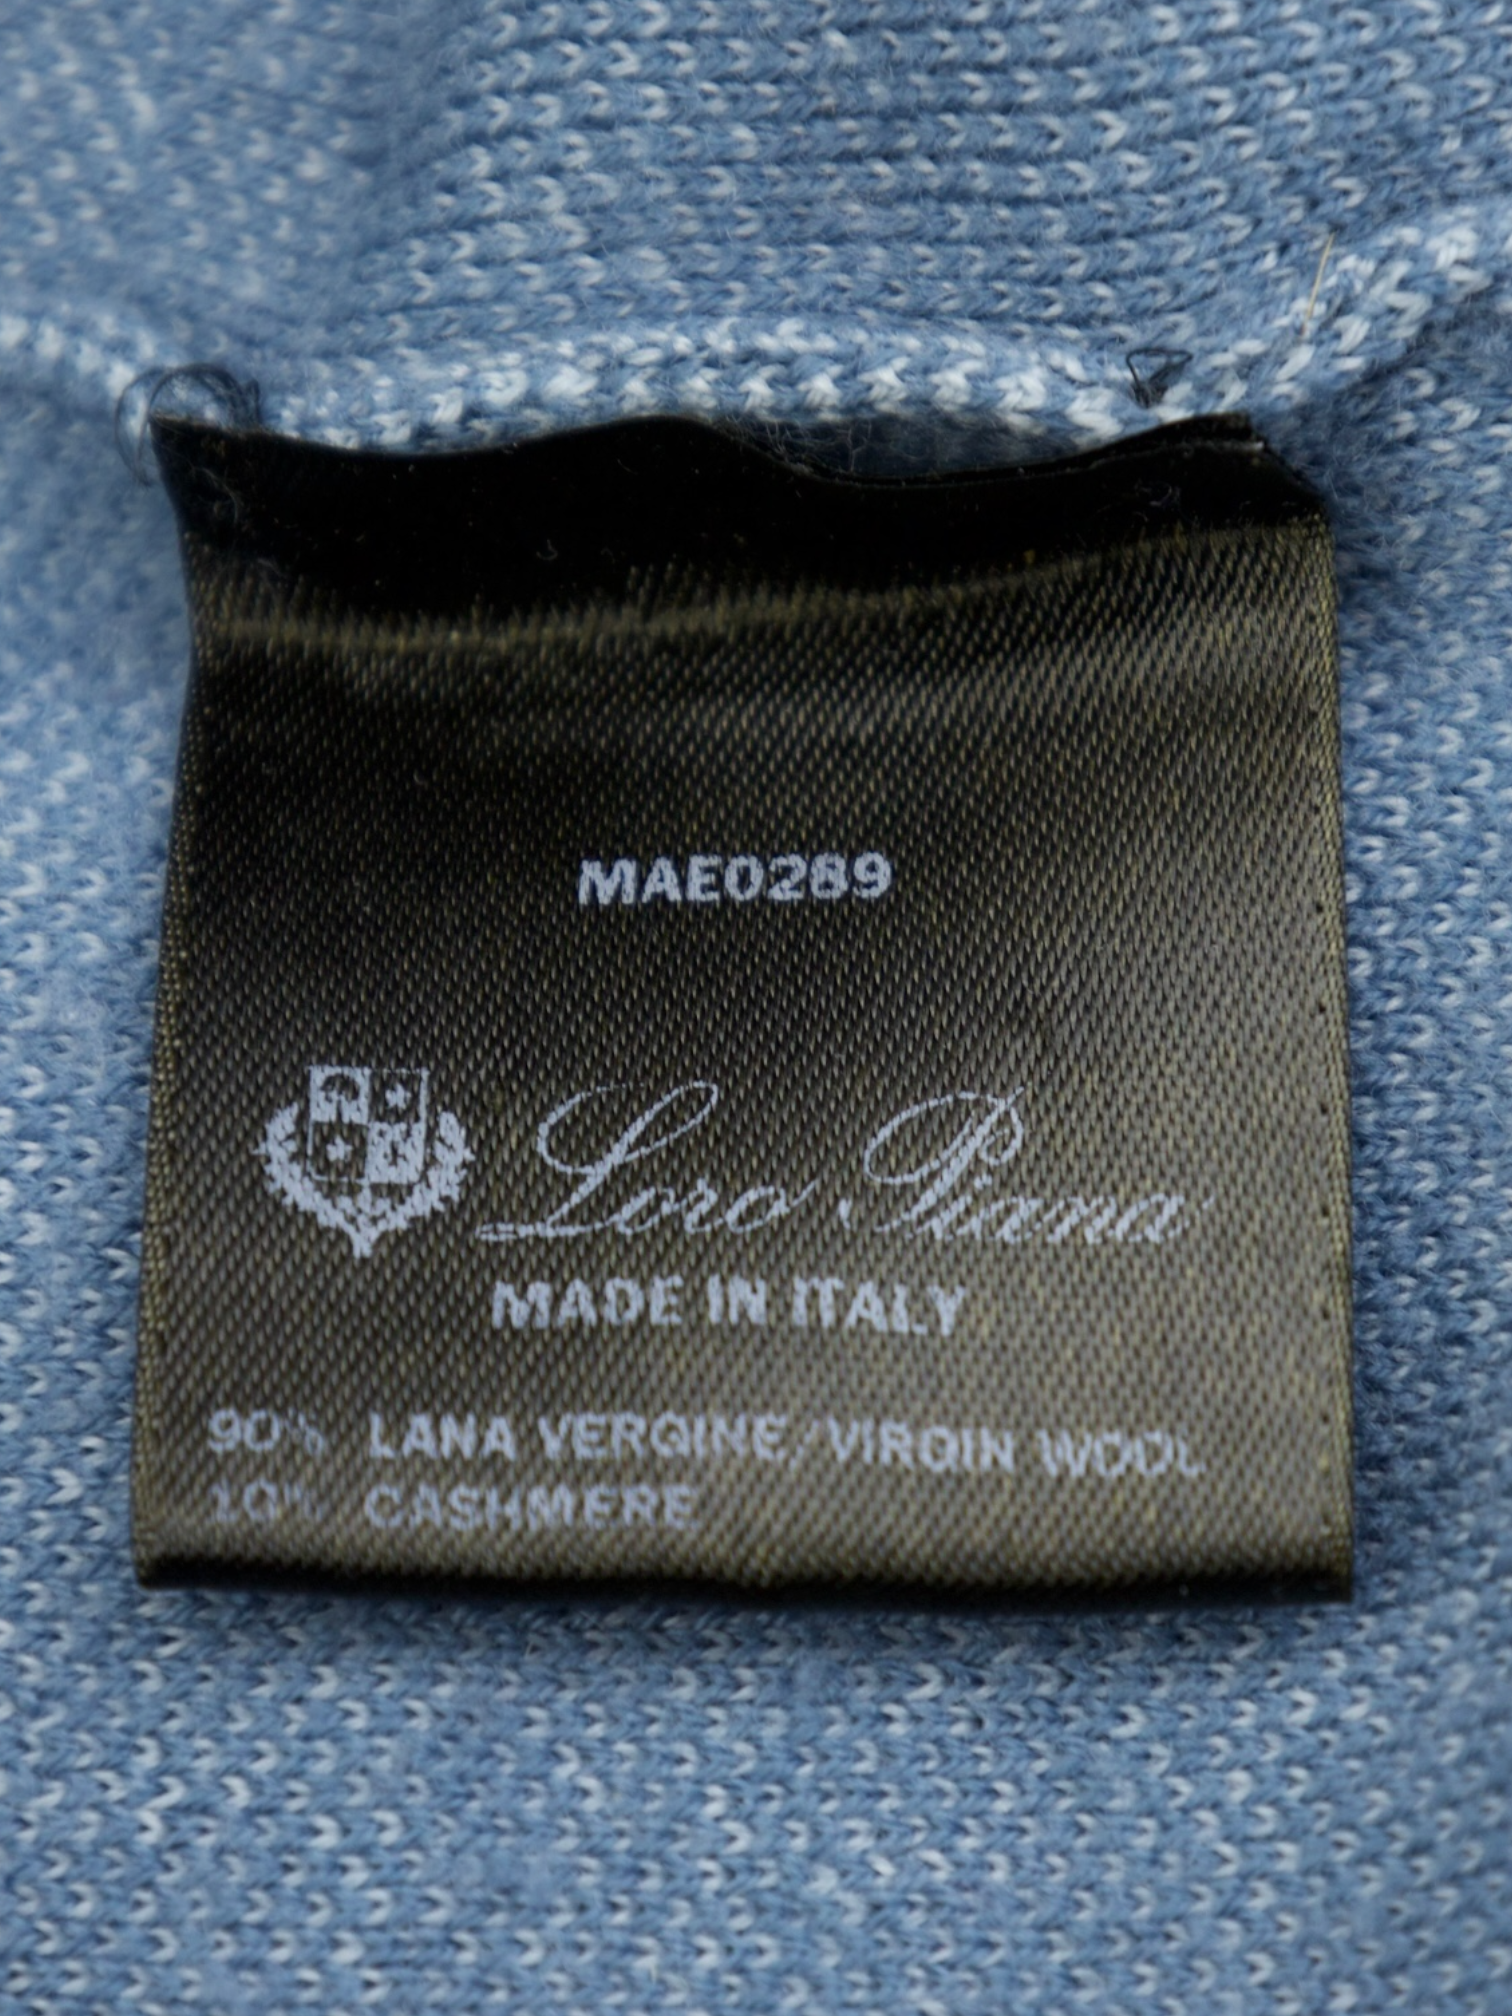 MAE0289
Loro Piana
MADE IN ITALY
90% LANA VERGINE/VIRGIN WOOL
10% CASHMERE